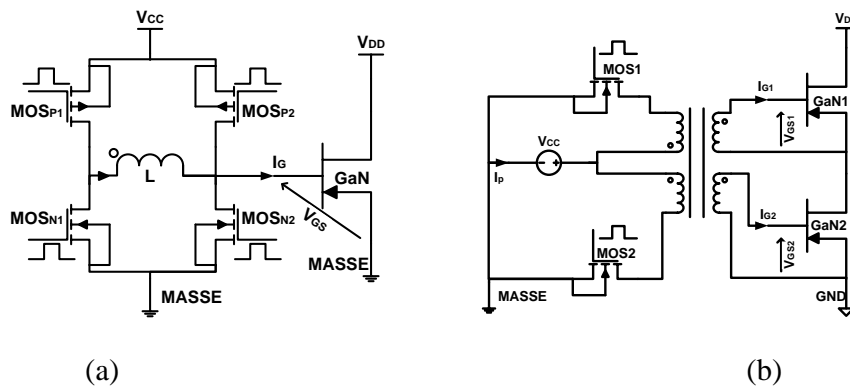 VCC
VDD
MOSP1
MOSP2
IG
L
GaN
VGS
MOSN1
MOSN2
MASSE
MASSE
(a)
VD
MOS1
IG1
GaN1
VGS1
VCC
IP
IG2
GaN2
VGS2
MOS2
MASSE
GND
(b)